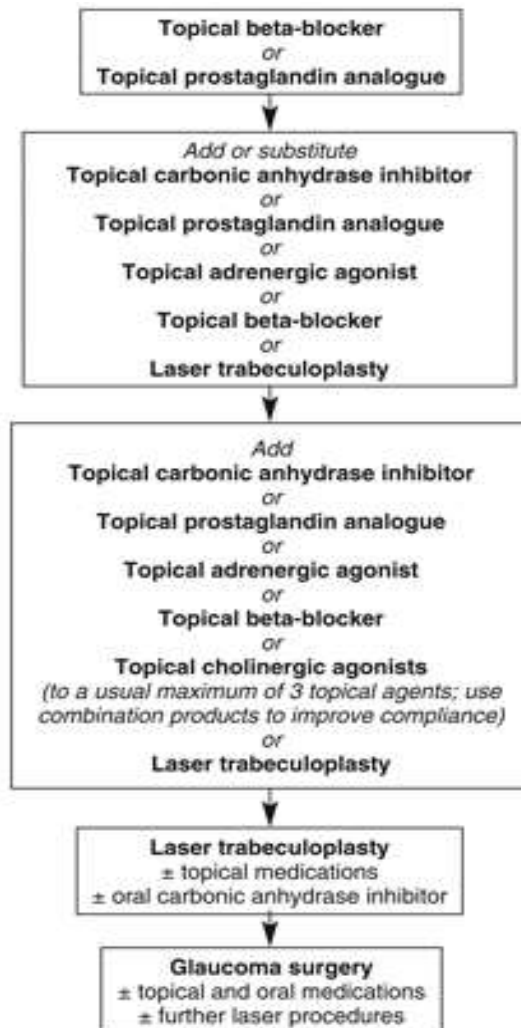 Topical beta-blocker
or
Topical prostaglandin analogue
Add or substitute
Topical carbonic anhydrase inhibitor
or
Topical prostaglandin analogue
or
Topical adrenergic agonist
or
Topical beta-blocker
or
Laser trabeculoplasty
Add
Topical carbonic anhydrase inhibitor
or
Topical prostaglandin analogue
or
Topical adrenergic agonist
or
Topical beta-blocker
or
Topical cholinergic agonists
(to a usual maximum of 3 topical agents; use
combination products to improve compliance)
or
Laser trabeculoplasty
Laser trabeculoplasty
± topical medications
± oral carbonic anhydrase inhibitor
Glaucoma surgery
± topical and oral medications
± further laser procedures